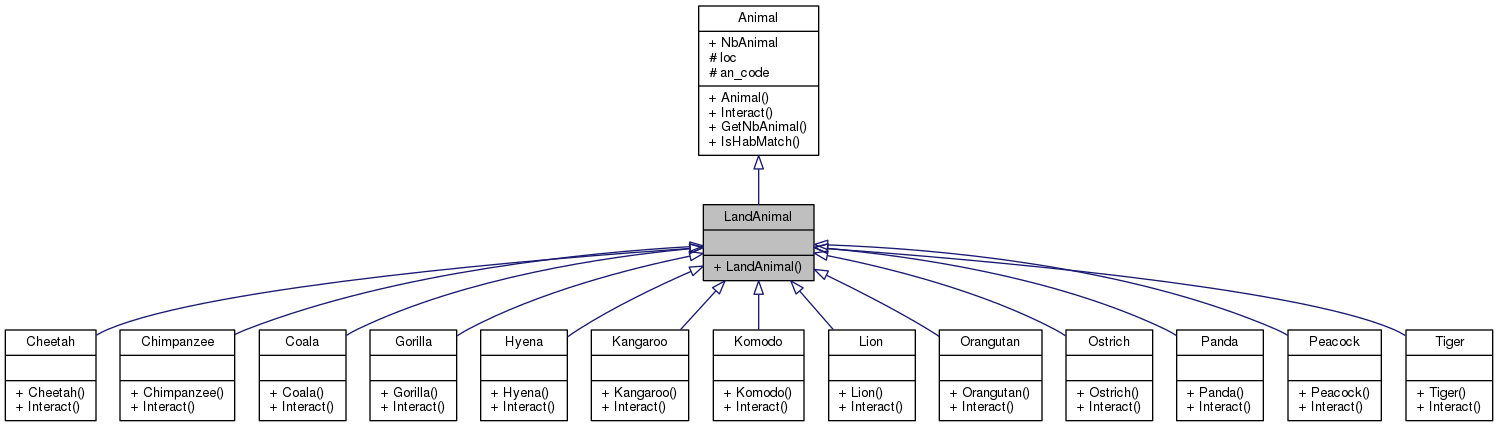 Animal
+ NbAnimal
# loc
# an_code
+ Animal()
+ Interact()
+ GetNbAnimal()
+ IsHabMatch()
LandAnimal
+ LandAnimal()
Cheetah
+ Cheetah()
+ Interact()
Chimpanzee
+ Chimpanzee()
+ Interact()
Coala
+ Coala()
+ Interact()
Gorilla
+ Gorilla()
+ Interact()
Hyena
+ Hyena()
+ Interact()
Kangaroo
+ Kangaroo()
+ Interact()
Komodo
+ Komodo()
+ Interact()
Lion
+ Lion()
+ Interact()
Orangutan
+ Orangutan()
+ Interact()
Ostrich
+ Ostrich()
+ Interact()
Panda
+ Panda()
+ Interact()
Peacock
+ Peacock()
+ Interact()
Tiger
+ Tiger()
+ Interact()